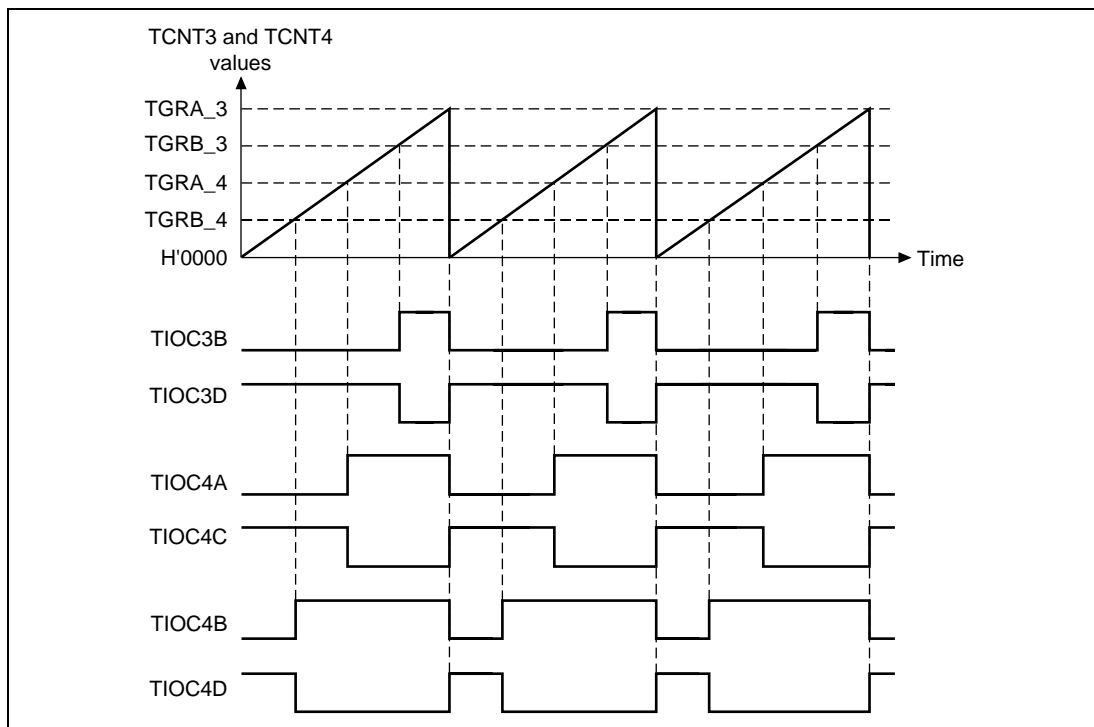 TCNT3 and TCNT4
values
TGRA_3
TGRB_3
TGRA_4
TGRB_4
H'0000
Time
TIOC3B
TIOC3D
TIOC4A
TIOC4C
TIOC4B
TIOC4D